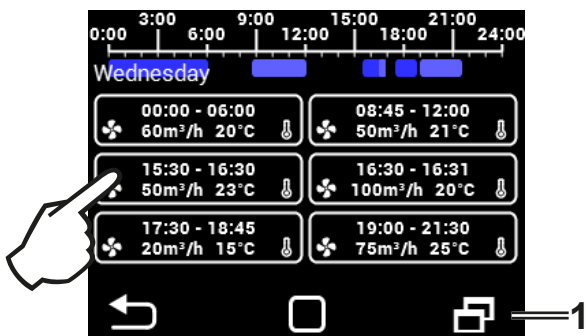 3:00 9:00 15:00 21:00
0:00 6:00 12:00 18:00 24:00
Wednesday
00:00 - 06:00
60m³/h 20°C
08:45 - 12:00
50m³/h 21°C
15:30 - 16:30
50m³/h 23°C
16:30 - 16:31
100m³/h 20°C
17:30 - 18:45
20m³/h 15°C
19:00 - 21:30
75m³/h 25°C
1